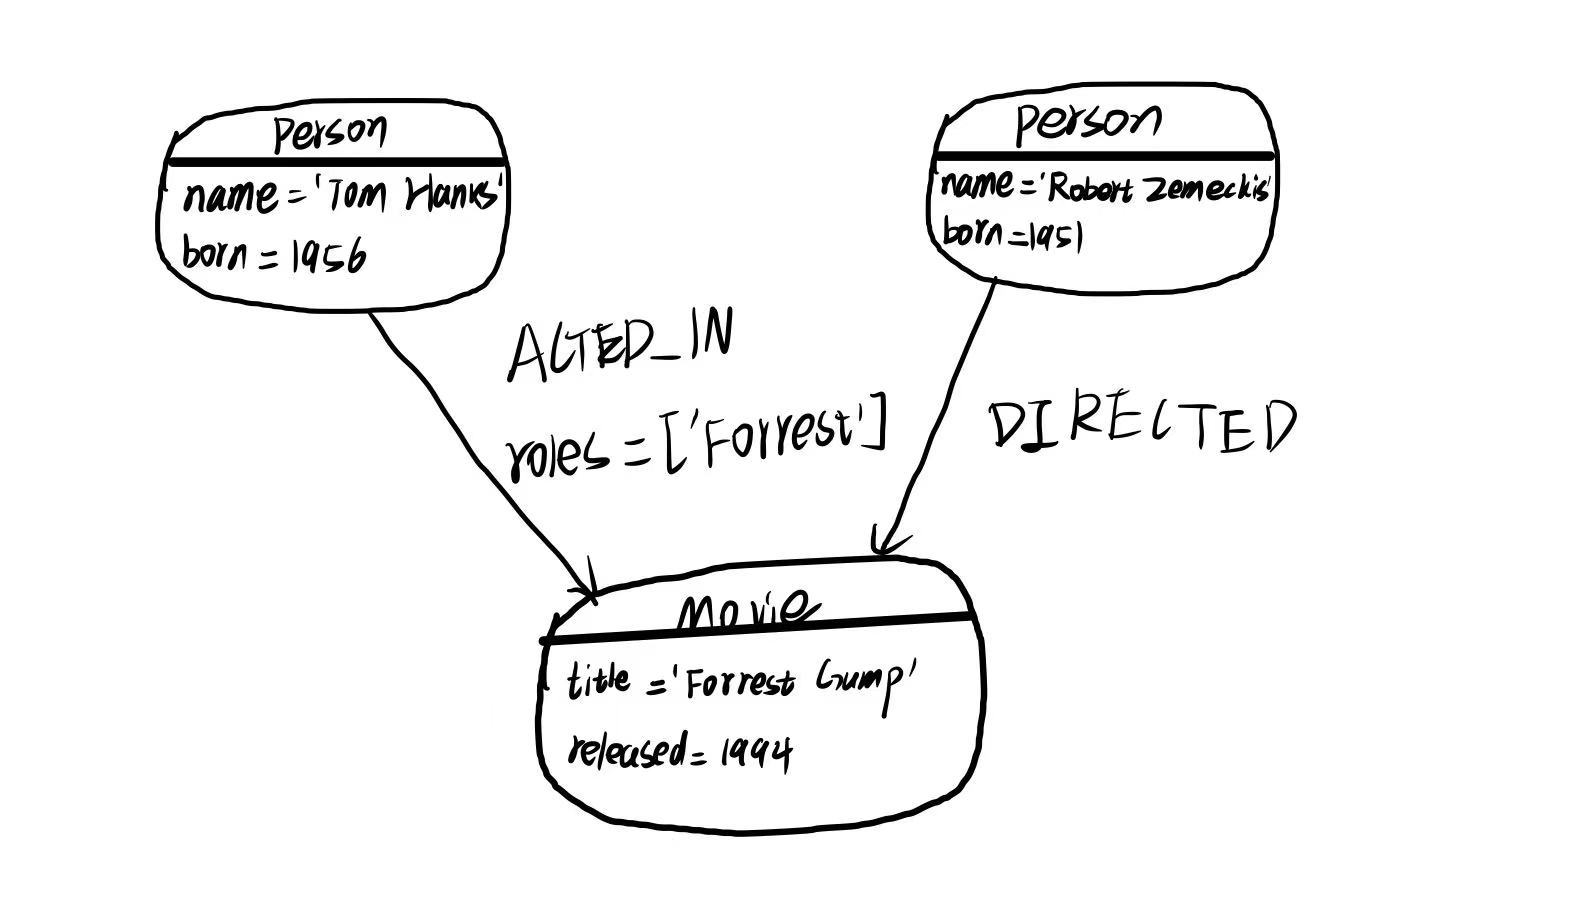 Person
name = 'Tom Hanks'
born = 1956
Person
name = 'Robert Zemeckis'
born = 1951
ACTED_IN
roles = ['Forrest']
DIRECTED
Movie
title = 'Forrest Gump'
released = 1994